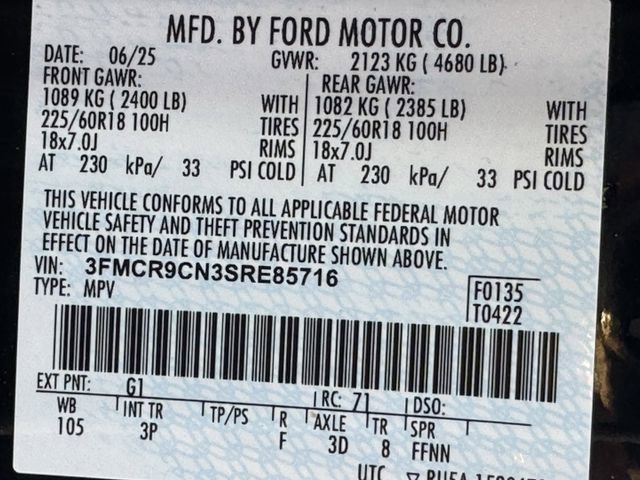 MFD. BY FORD MOTOR CO.
DATE: 06/25 GVWR: 2123 KG ( 4680 LB)
FRONT GAWR: REAR GAWR:
1089 KG ( 2400 LB) WITH 1082 KG ( 2385 LB) WITH
225/60R18 100H TIRES 225/60R18 100H TIRES
18x7.0J RIMS 18x7.0J RIMS
AT 230 kPa/ 33 PSI COLD AT 230 kPa/ 33 PSI COLD
THIS VEHICLE CONFORMS TO ALL APPLICABLE FEDERAL MOTOR
VEHICLE SAFETY AND THEFT PREVENTION STANDARDS IN
EFFECT ON THE DATE OF MANUFACTURE SHOWN ABOVE.
VIN: 3FMCR9CN3SRE85716
TYPE: MPV
F0135
T0422
EXT PNT: G1 RC: 71 DSO:
WB INT TR TP/PS R AXLE TR SPR
105 3P F 3D 8 FFNN
UTC